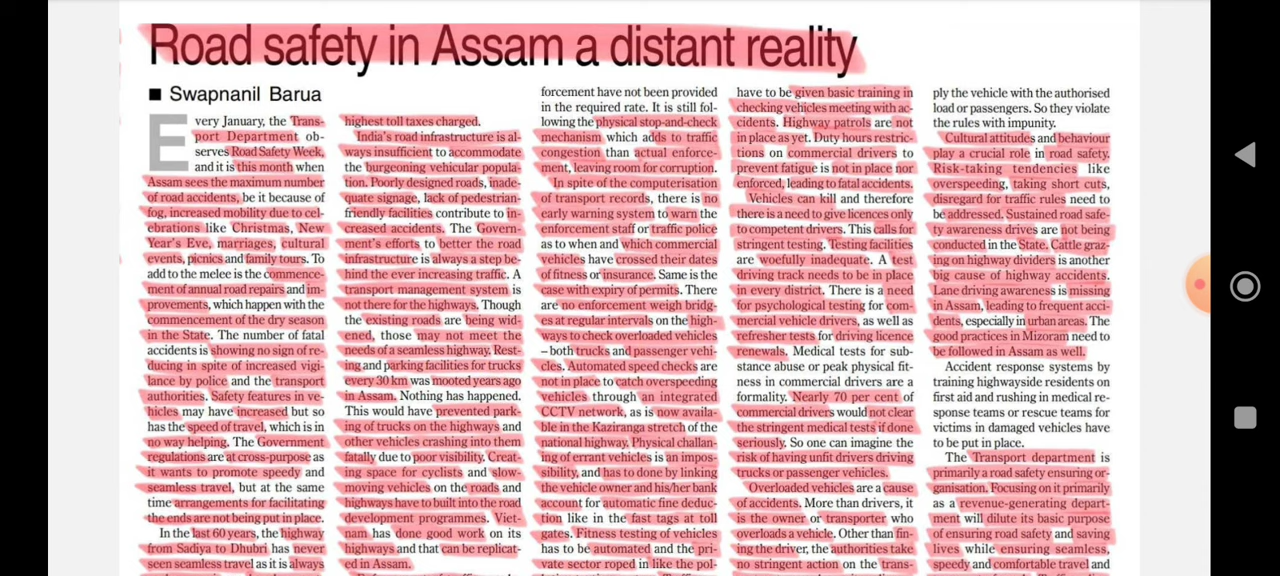 Road safety in Assam a distant reality
■ Swapnanil Barua
Every January, the Trans-
port Department ob-
serves Road Safety Week,
and it is this month when
Assam sees the maximum number
of road accidents, be it because of
fog, increased mobility due to cel-
ebrations like Christmas, New
Year's Eve, marriages, cultural
events, picnics and family tours. To
add to the melee is the commence-
ment of annual road repairs and im-
provements, which happen with the
commencement of the dry season
in the State. The number of fatal
accidents is showing no sign of re-
ducing in spite of increased vigi-
lance by police and the transport
authorities. Safety features in ve-
hicles may have increased but so
has the speed of travel, which is in
no way helping. The Government
regulations are at cross-purpose as
it wants to promote speedy and
seamless travel, but at the same
time arrangements for facilitating
the ends are not being put in place.
In the last 60 years, the highway
from Sadiya to Dhubri has never
seen seamless travel as it is always
highest toll taxes charged.
India's road infrastructure is al-
ways insufficient to accommodate
the burgeoning vehicular popula-
tion. Poorly designed roads, inade-
quate signage, lack of pedestrian-
friendly facilities contribute to in-
creased accidents. The Govern-
ment's efforts to better the road
infrastructure is always a step be-
hind the ever increasing traffic. A
transport management system is
not there for the highways. Though
the existing roads are being wid-
ened, those may not meet the
needs of a seamless highway. Rest-
ing and parking facilities for trucks
every 30 km was mooted years ago
in Assam. Nothing has happened.
This would have prevented park-
ing of trucks on the highways and
other vehicles crashing into them
fatally due to poor visibility. Creat-
ing space for cyclists and slow-
moving vehicles on the roads and
highways have to built into the road
development programmes. Viet-
nam has done good work on its
highways and that can be replicat-
ed in Assam.
forcement have not been provided
in the required rate. It is still fol-
lowing the physical stop-and-check
mechanism which adds to traffic
congestion than actual enforce-
ment, leaving room for corruption.
In spite of the computerisation
of transport records, there is no
early warning system to warn the
enforcement staff or traffic police
as to when and which commercial
vehicles have crossed their dates
of fitness or insurance. Same is the
case with expiry of permits. There
are no enforcement weigh bridg-
es at regular intervals on the high-
ways to check overloaded vehicles
– both trucks and passenger vehi-
cles. Automated speed checks are
not in place to catch overspeeding
vehicles through an integrated
CCTV network, as is now availa-
ble in the Kaziranga stretch of the
national highway. Physical challan-
ing of errant vehicles is an impos-
sibility, and has to done by linking
the vehicle owner and his/her bank
account for automatic fine deduc-
tion like in the fast tags at toll
gates. Fitness testing of vehicles
has to be automated and the pri-
vate sector roped in like the pol-
have to be given basic training in
checking vehicles meeting with ac-
cidents. Highway patrols are not
in place as yet. Duty hours restric-
tions on commercial drivers to
prevent fatigue is not in place nor
enforced, leading to fatal accidents.
Vehicles can kill and therefore
there is a need to give licences only
to competent drivers. This calls for
stringent testing. Testing facilities
are woefully inadequate. A test
driving track needs to be in place
in every district. There is a need
for psychological testing for com-
mercial vehicle drivers, as well as
refresher tests for driving licence
renewals. Medical tests for sub-
stance abuse or peak physical fit-
ness in commercial drivers are a
formality. Nearly 70 per cent of
commercial drivers would not clear
the stringent medical tests if done
seriously. So one can imagine the
risk of having unfit drivers driving
trucks or passenger vehicles.
Overloaded vehicles are a cause
of accidents. More than drivers, it
is the owner or transporter who
overloads a vehicle. Other than fin-
ing the driver, the authorities take
no stringent action on the trans-
ply the vehicle with the authorised
load or passengers. So they violate
the rules with impunity.
Cultural attitudes and behaviour
play a crucial role in road safety.
Risk-taking tendencies like
overspeeding, taking short cuts,
disregard for traffic rules need to
be addressed. Sustained road safe-
ty awareness drives are not being
conducted in the State. Cattle graz-
ing on highway dividers is another
big cause of highway accidents.
Lane driving awareness is missing
in Assam, leading to frequent acci-
dents, especially in urban areas. The
good practices in Mizoram need to
be followed in Assam as well.
Accident response systems by
training highwayside residents on
first aid and rushing in medical re-
sponse teams or rescue teams for
victims in damaged vehicles have
to be put in place.
The Transport department is
primarily a road safety ensuring or-
ganisation. Focusing on it primarily
as a revenue-generating depart-
ment will dilute its basic purpose
of ensuring road safety and saving
lives while ensuring seamless,
speedy and comfortable travel and